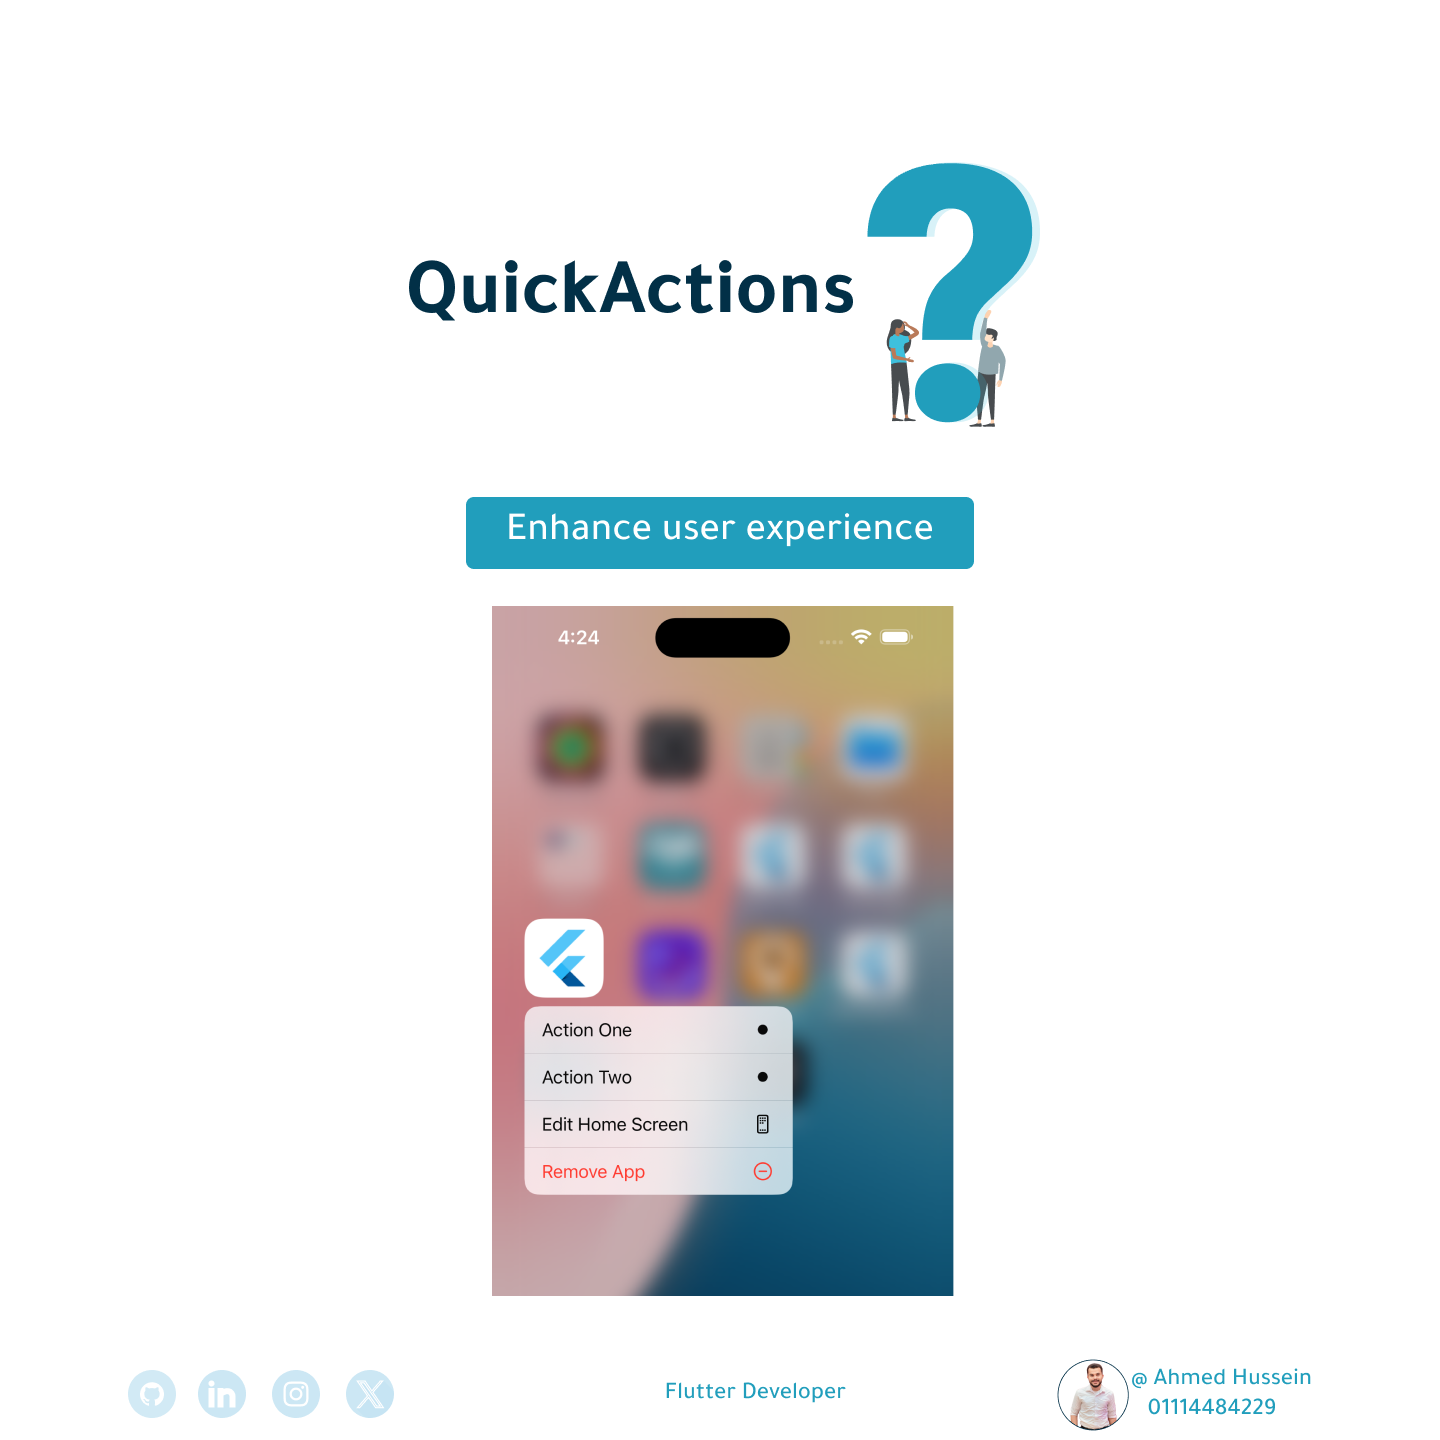 QuickActions
?
Enhance user experience
4:24
Action One
Action Two
Edit Home Screen
Remove App
Flutter Developer
@ Ahmed Hussein
01114484229